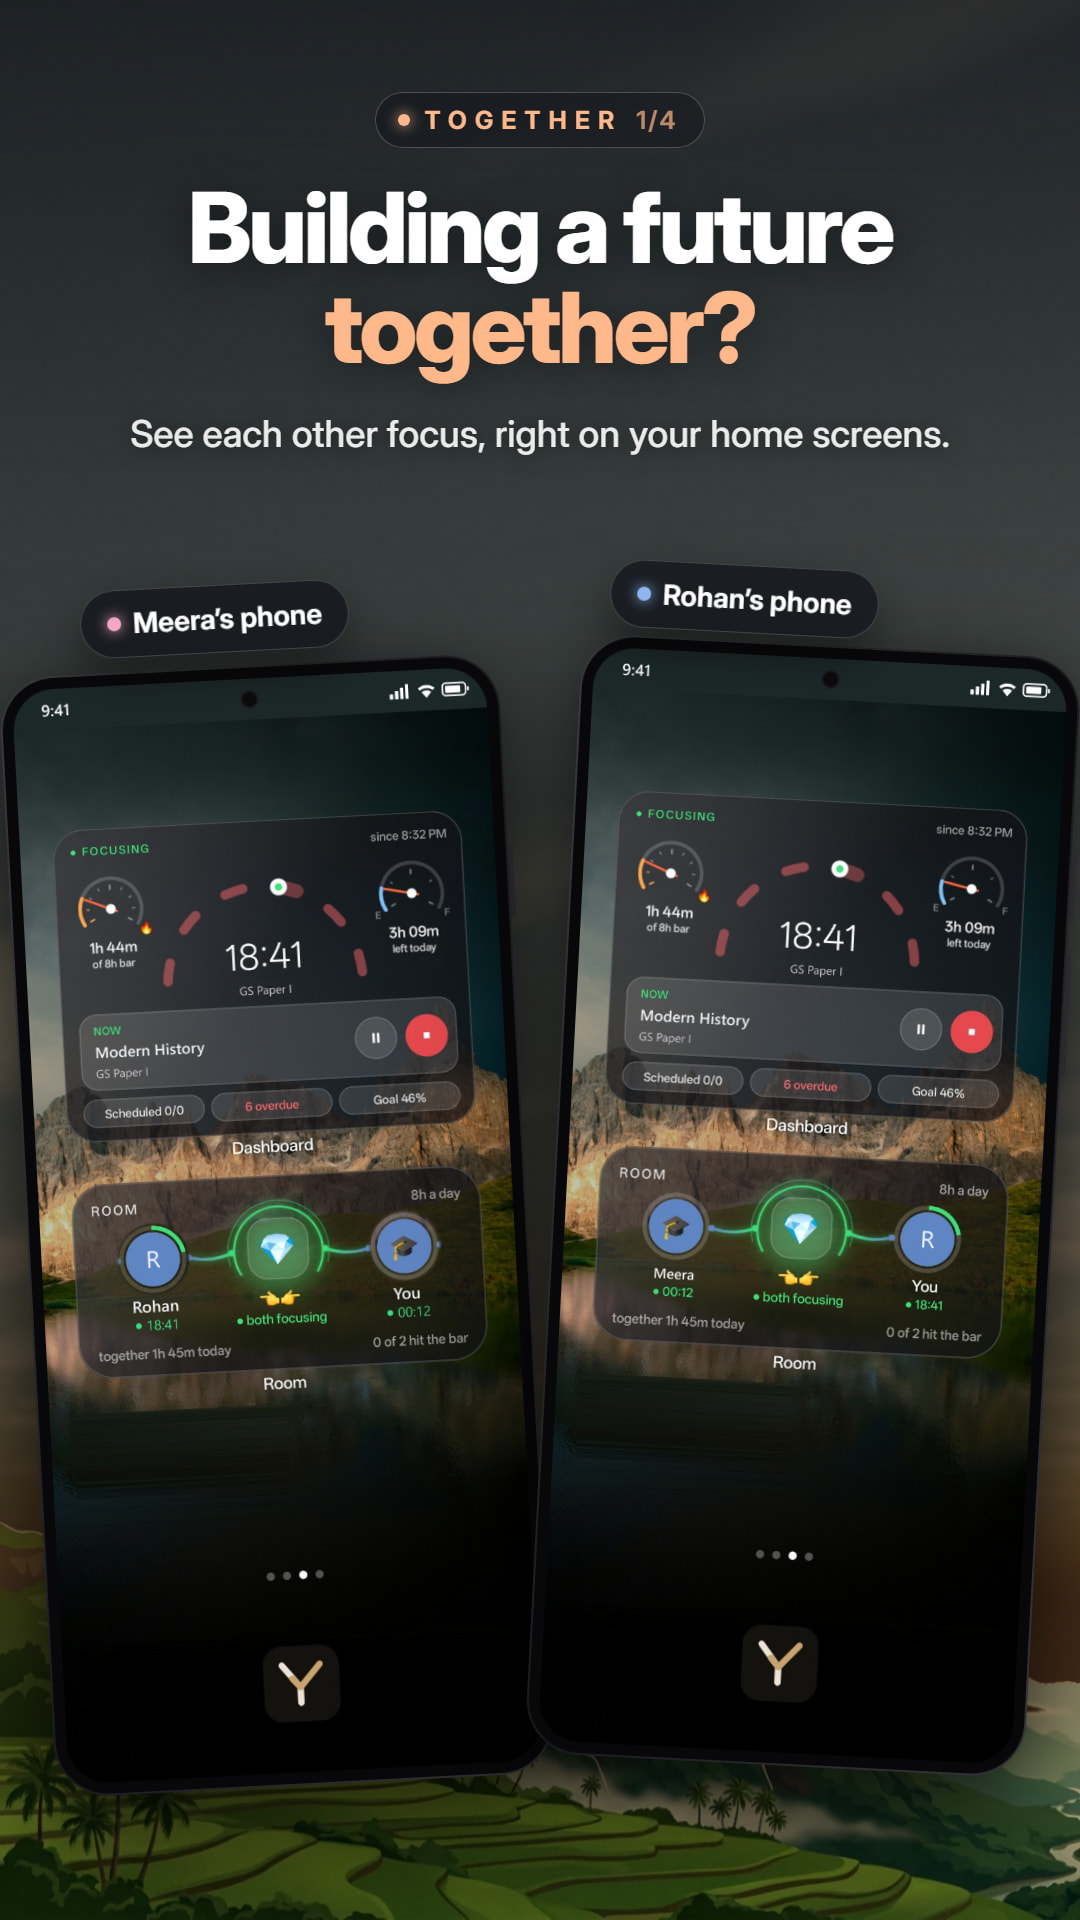 TOGETHER 1/4
Building a future
together?
See each other focus, right on your home screens.
Meera's phone
9:41
FOCUSING
since 8:32 PM
1h 44m
of 8h bar
18:41
GS Paper I
E
F
3h 09m
left today
NOW
Modern History
GS Paper I
Scheduled 0/0
6 overdue
Goal 46%
Dashboard
ROOM
8h a day
R
Rohan
18:41
both focusing
You
00:12
together 1h 45m today
0 of 2 hit the bar
Room
Rohan's phone
9:41
FOCUSING
since 8:32 PM
1h 44m
of 8h bar
18:41
GS Paper I
E
F
3h 09m
left today
NOW
Modern History
GS Paper I
Scheduled 0/0
6 overdue
Goal 46%
Dashboard
ROOM
8h a day
Meera
00:12
both focusing
R
You
18:41
together 1h 45m today
0 of 2 hit the bar
Room